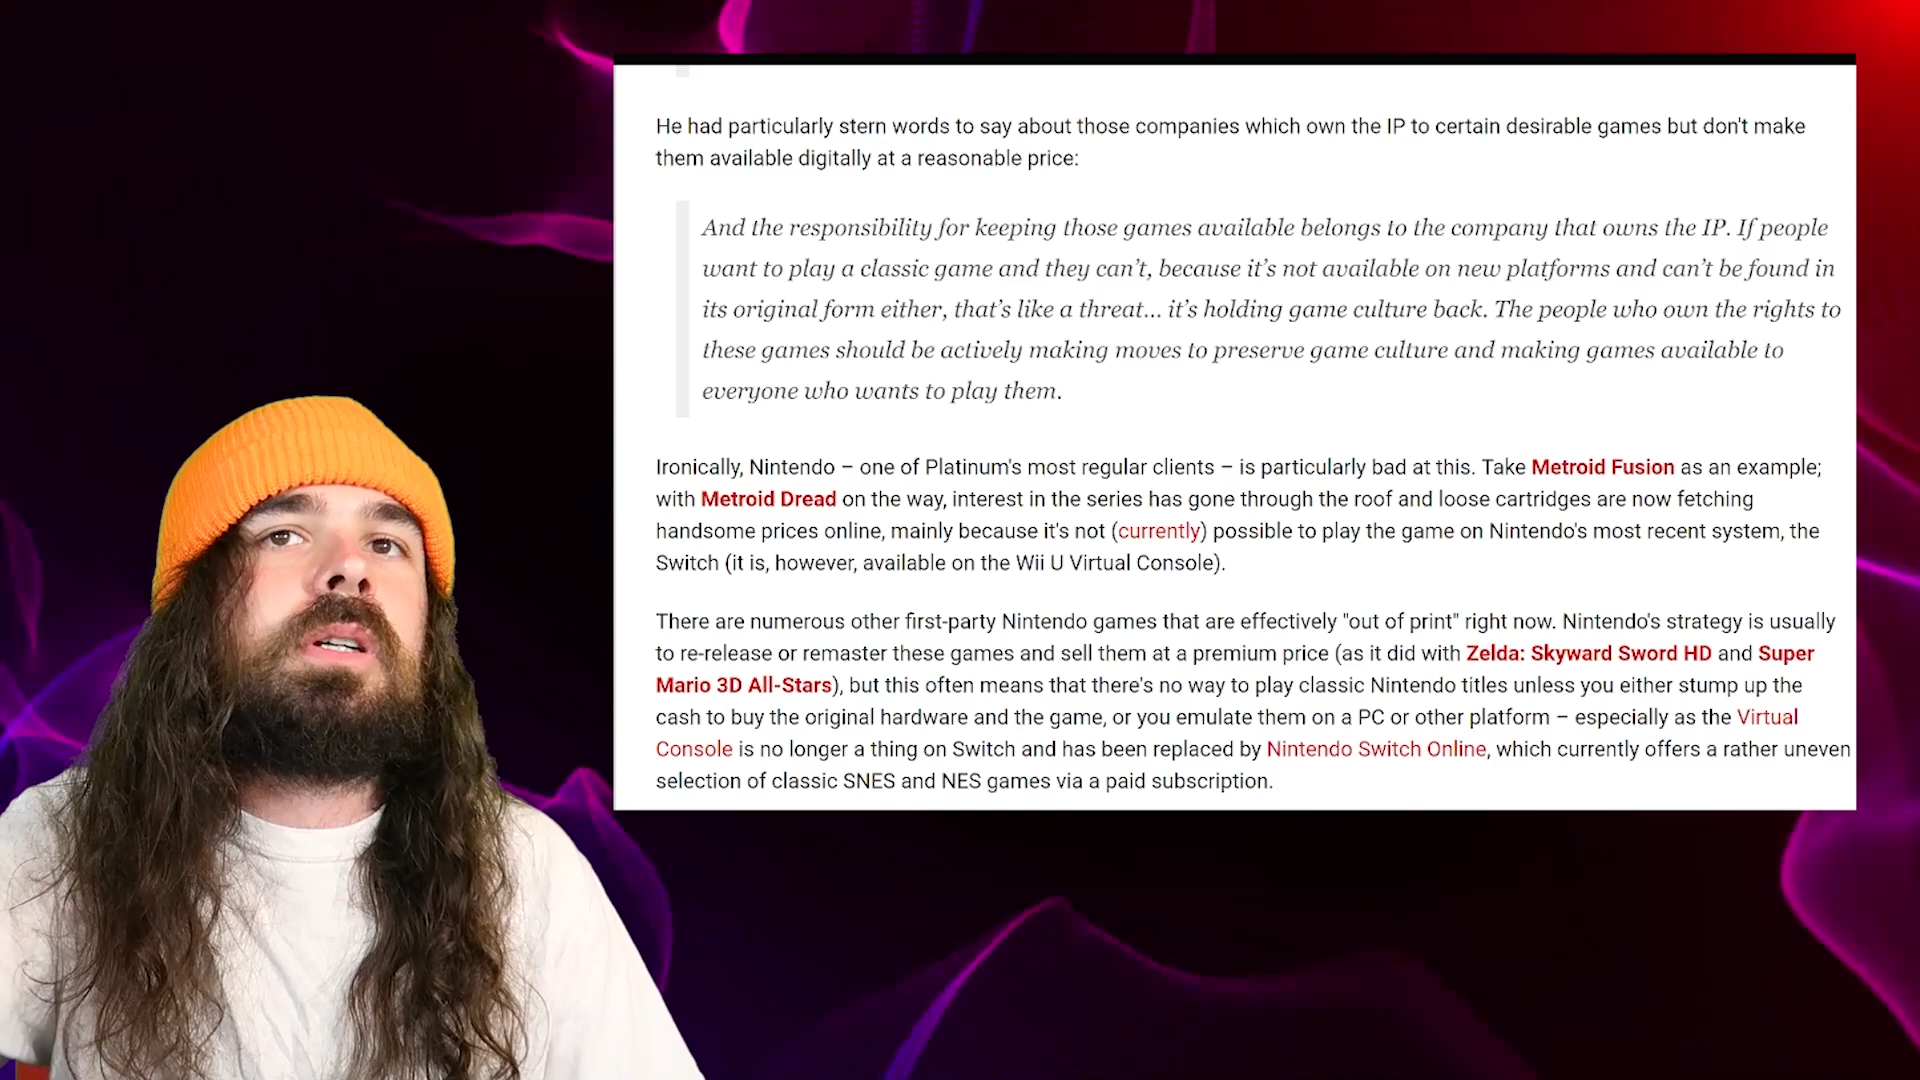 He had particularly stern words to say about those companies which own the IP to certain desirable games but don't make
them available digitally at a reasonable price:
And the responsibility for keeping those games available belongs to the company that owns the IP. If people
want to play a classic game and they can’t, because it’s not available on new platforms and can’t be found in
its original form either, that’s like a threat… it’s holding game culture back. The people who own the rights to
these games should be actively making moves to preserve game culture and making games available to
everyone who wants to play them.
Ironically, Nintendo – one of Platinum's most regular clients – is particularly bad at this. Take Metroid Fusion as an example;
with Metroid Dread on the way, interest in the series has gone through the roof and loose cartridges are now fetching
handsome prices online, mainly because it's not (currently) possible to play the game on Nintendo's most recent system, the
Switch (it is, however, available on the Wii U Virtual Console).
There are numerous other first-party Nintendo games that are effectively "out of print" right now. Nintendo's strategy is usually
to re-release or remaster these games and sell them at a premium price (as it did with Zelda: Skyward Sword HD and Super
Mario 3D All-Stars), but this often means that there's no way to play classic Nintendo titles unless you either stump up the
cash to buy the original hardware and the game, or you emulate them on a PC or other platform – especially as the Virtual
Console is no longer a thing on Switch and has been replaced by Nintendo Switch Online, which currently offers a rather uneven
selection of classic SNES and NES games via a paid subscription.